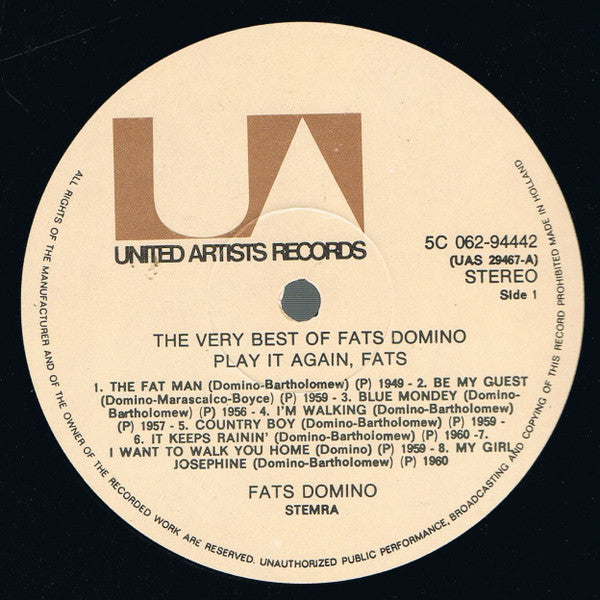 UA
UNITED ARTISTS RECORDS
5C 062-94442
(UAS 29467-A)
STEREO
Side 1
THE VERY BEST OF FATS DOMINO
PLAY IT AGAIN, FATS
1. THE FAT MAN (Domino-Bartholomew) (P) 1949 - 2. BE MY GUEST
(Domino-Marascalco-Boyce) (P) 1959 - 3. BLUE MONDEY (Domino-
Bartholomew) (P) 1956 - 4. I'M WALKING (Domino-Bartholomew)
(P) 1957 - 5. COUNTRY BOY (Domino-Bartholomew) (P) 1959 -
6. IT KEEPS RAININ' (Domino-Bartholomew) (P) 1960 -7.
I WANT TO WALK YOU HOME (Domino) (P) 1959 - 8. MY GIRL
JOSEPHINE (Domino-Bartholomew) (P) 1960
FATS DOMINO
STEMRA
ALL RIGHTS OF THE MANUFACTURER AND OF THE OWNER OF THE RECORDED WORK ARE RESERVED. UNAUTHORIZED PUBLIC PERFORMANCE, BROADCASTING AND COPYING OF THIS RECORD PROHIBITED MADE IN HOLLAND